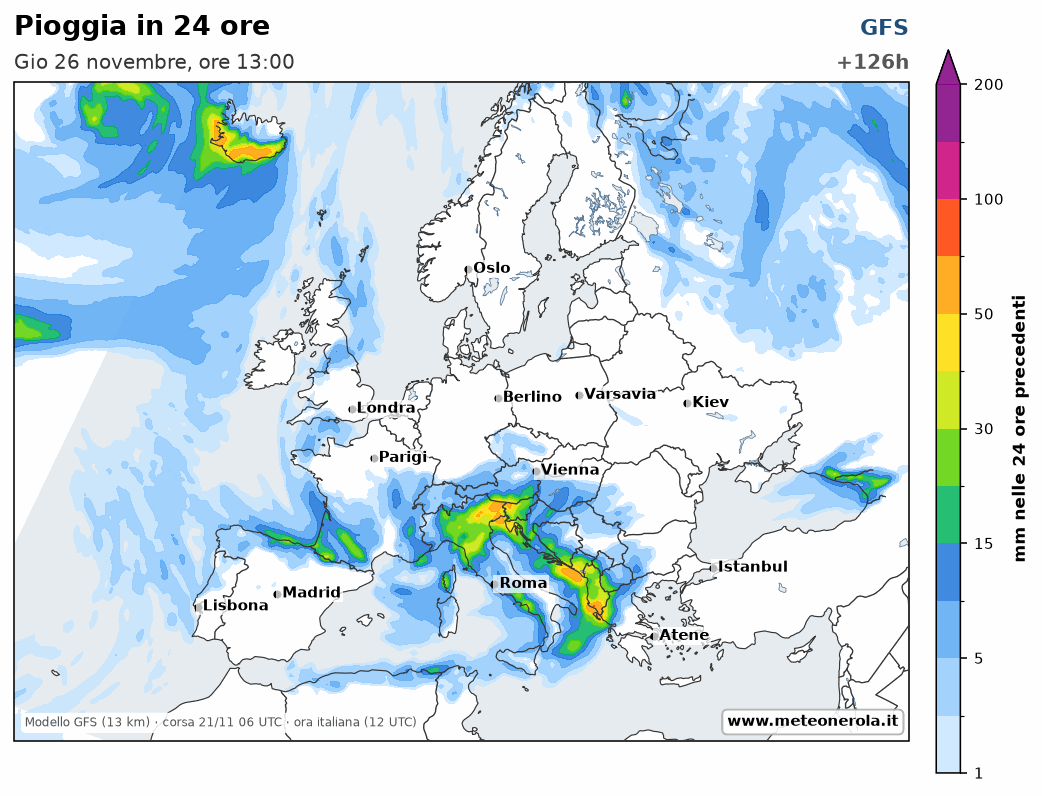 Pioggia in 24 ore
GFS
Gio 26 novembre, ore 13:00
+126h
200
100
50
30
15
5
1
mm nelle 24 ore precedenti
Oslo
Berlino
Varsavia
Kiev
Londra
Parigi
Vienna
Istanbul
Roma
Madrid
Lisbona
Atene
Modello GFS (13 km) · corsa 21/11 06 UTC · ora italiana (12 UTC)
www.meteonerola.it